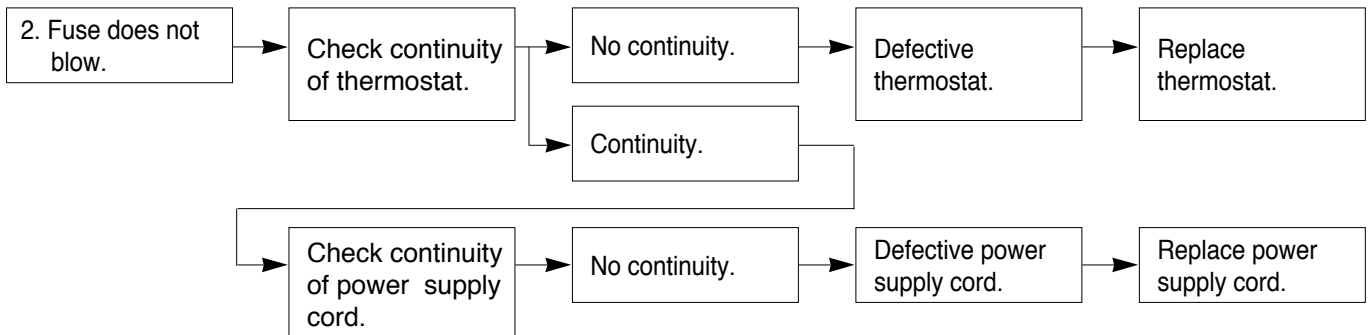 2. Fuse does not
blow.
Check continuity
of thermostat.
No continuity.
Defective
thermostat.
Replace
thermostat.
Continuity.
Check continuity
of power supply
cord.
No continuity.
Defective power
supply cord.
Replace power
supply cord.